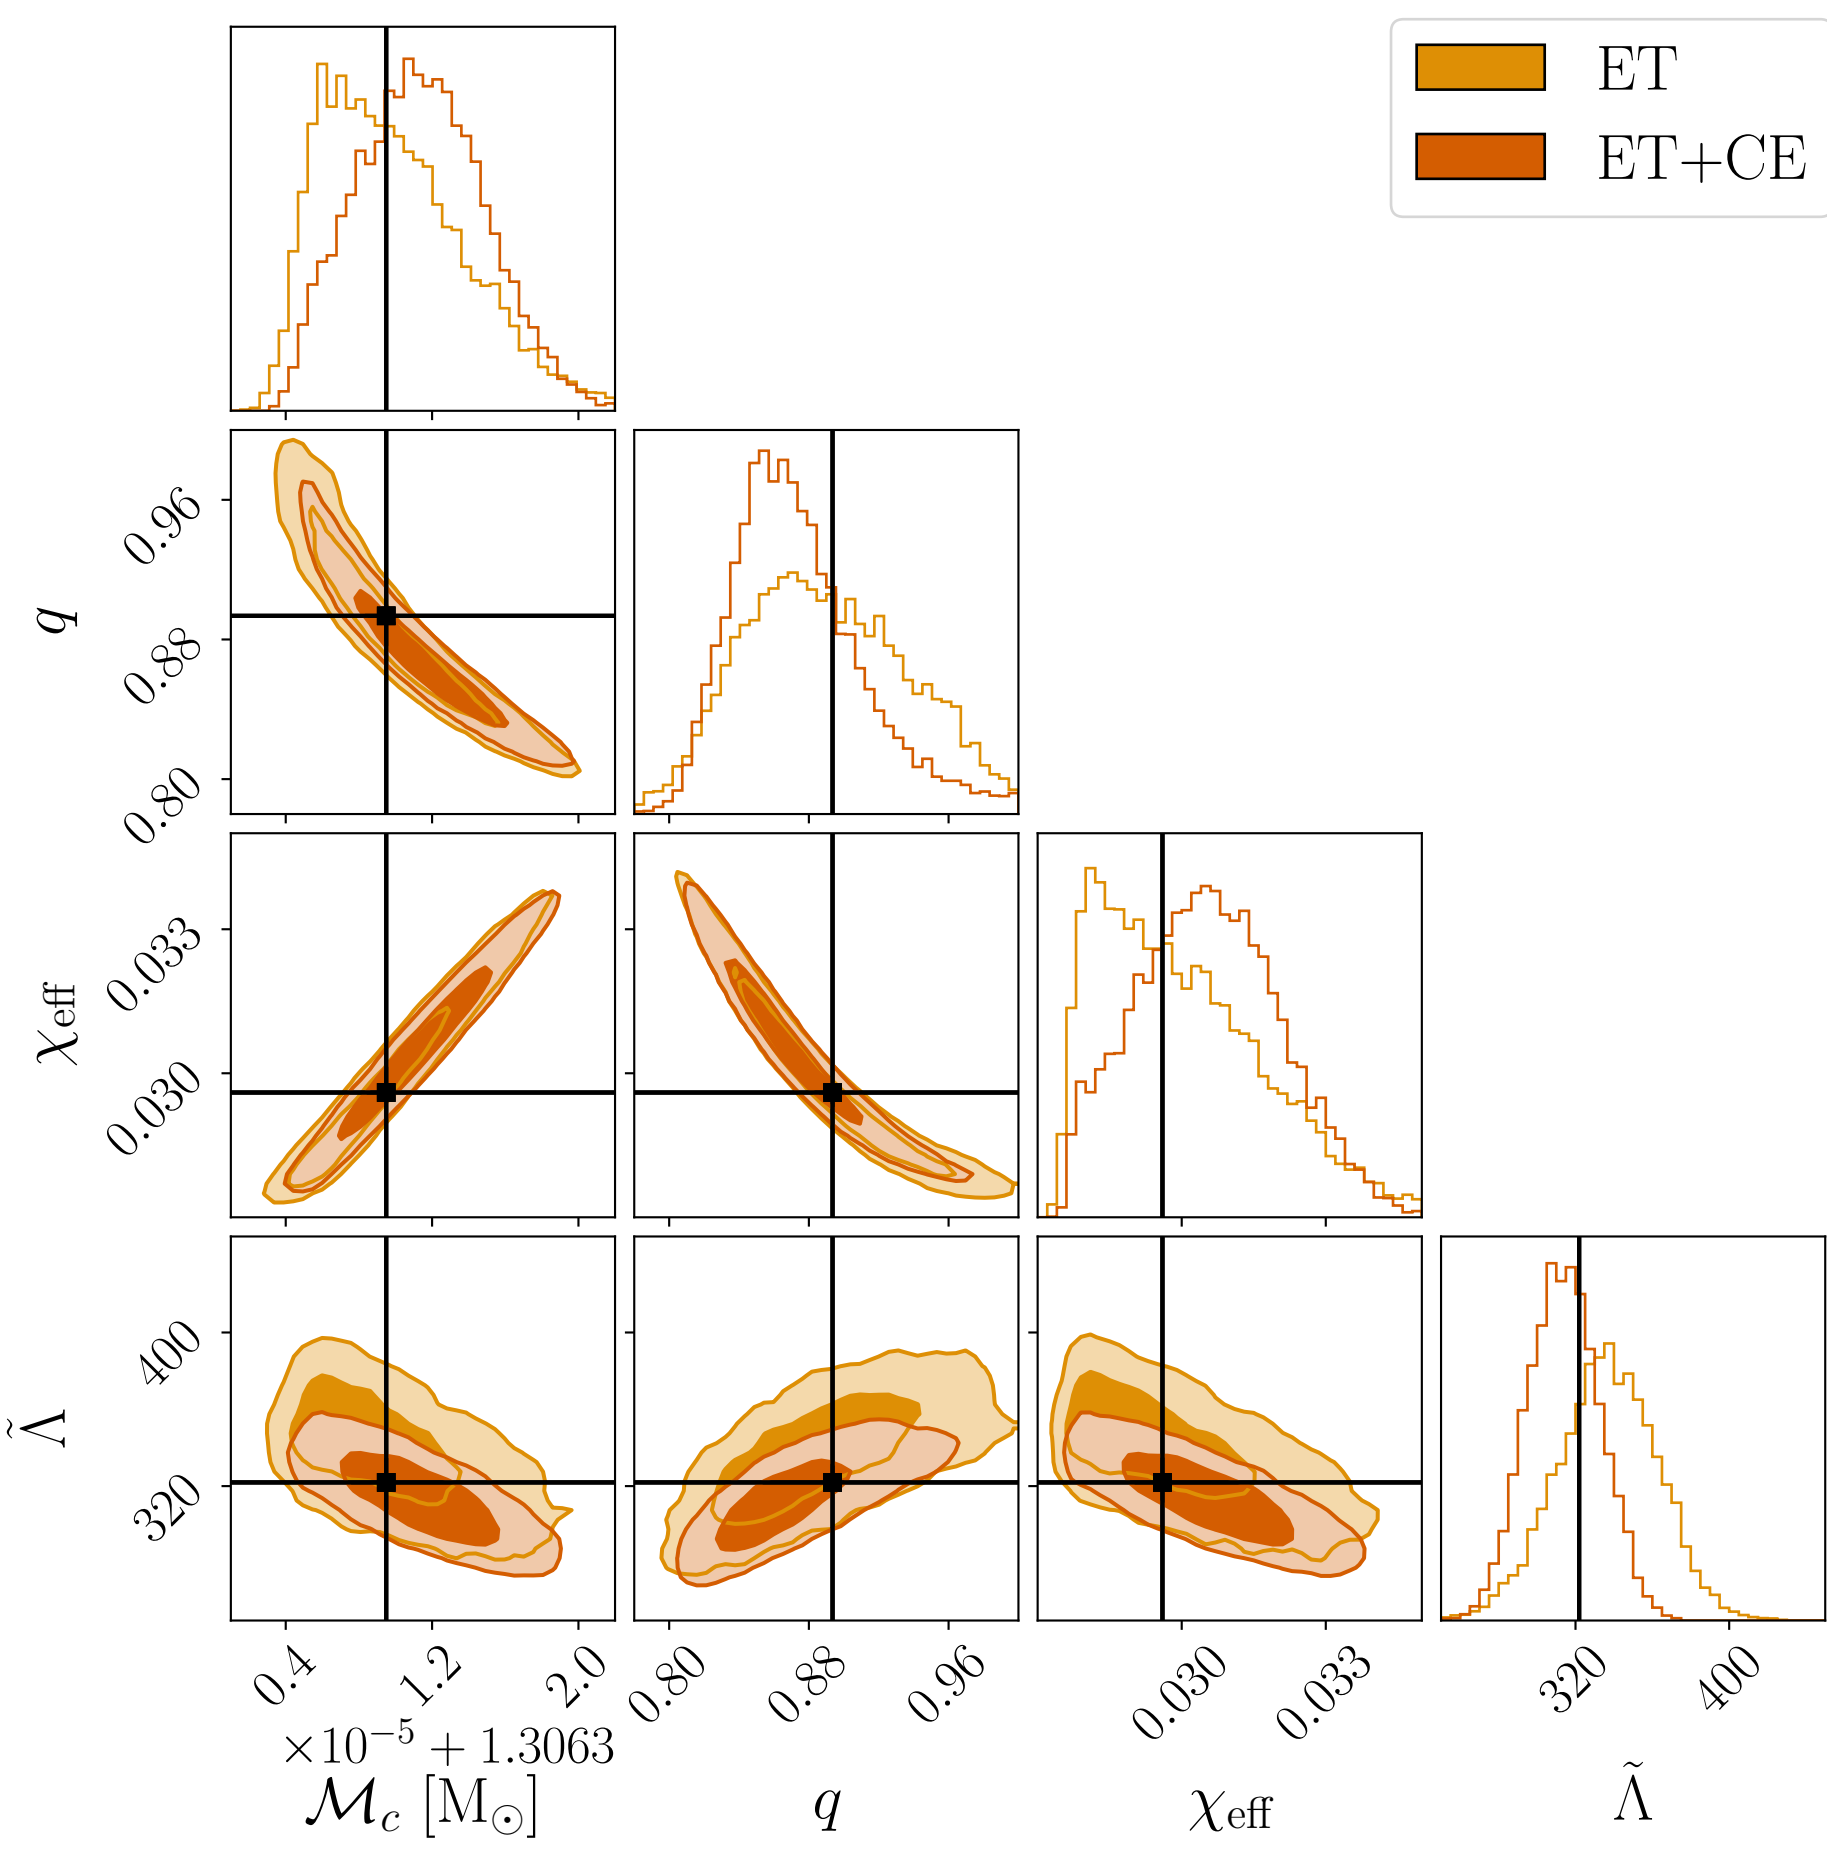 ET
ET+CE
q
0.96
0.88
0.80
χeff
0.033
0.030
Λ̃
400
320
0.4 1.2 2.0 0.80 0.88 0.96 0.030 0.033 320 400
×10⁻⁵ + 1.3063
ℳc [M⊙] q χeff Λ̃